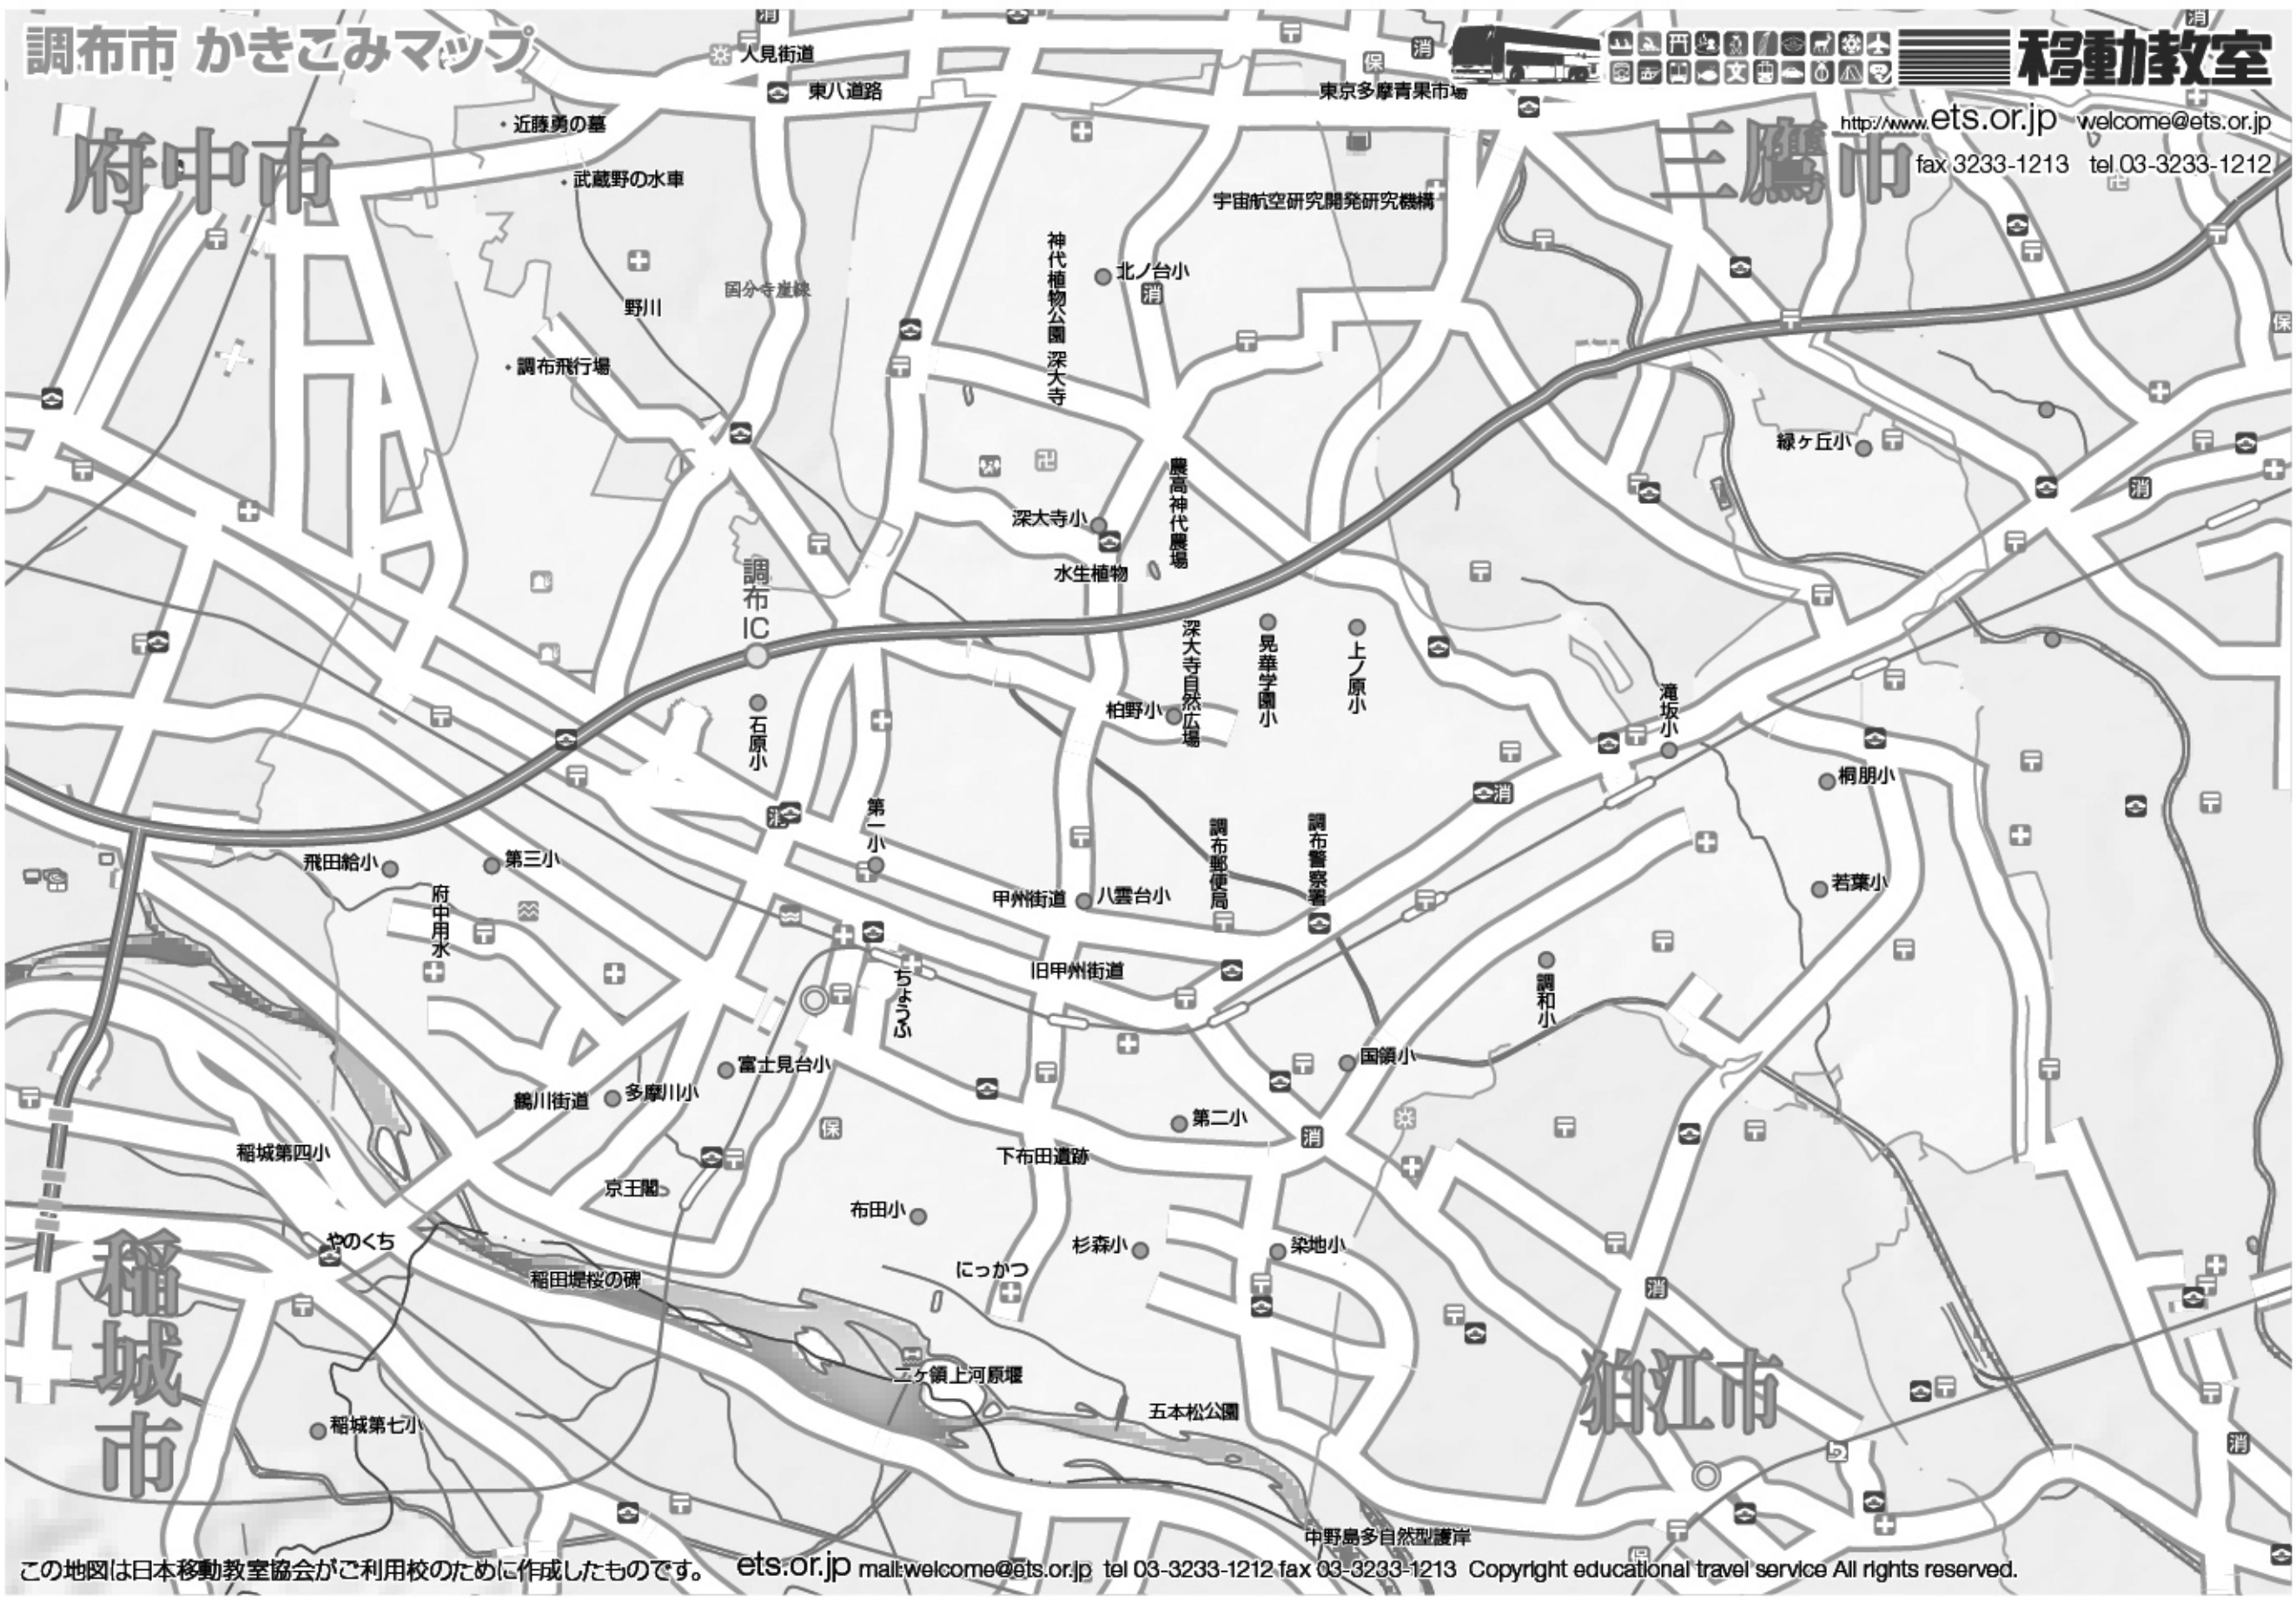 調布市 かきこみマップ
移動教室
http://www.ets.or.jp welcome@ets.or.jp
fax 3233-1213 tel.03-3233-1212
人見街道
東八道路
東京多摩青果市場
近藤勇の墓
府中市
三鷹市
武蔵野の水車
宇宙航空研究開発研究機構
神代植物公園 深大寺
北ノ台小
消
国分寺崖線
野川
調布飛行場
緑ヶ丘小
農高神代農場
深大寺小
水生植物
調布IC
深大寺自然広場
晃華学園小
上ノ原小
滝坂小
柏野小
石原小
桐朋小
第一小
調布郵便局
調布警察署
飛田給小
第三小
府中用水
甲州街道
八雲台小
若葉小
旧甲州街道
ちょうふ
調和小
国領小
富士見台小
鶴川街道
多摩川小
第二小
保
消
稲城第四小
下布田遺跡
京王閣
布田小
やのくち
杉森小
染地小
稲城市
稲田堤桜の碑
にっかつ
消
二ヶ領上河原堰
狛江市
五本松公園
稲城第七小
消
中野島多自然型護岸
この地図は日本移動教室協会がご利用校のために作成したものです。 ets.or.jp mail:welcome@ets.or.jp tel 03-3233-1212 fax 03-3233-1213 Copyright educational travel service All rights reserved.